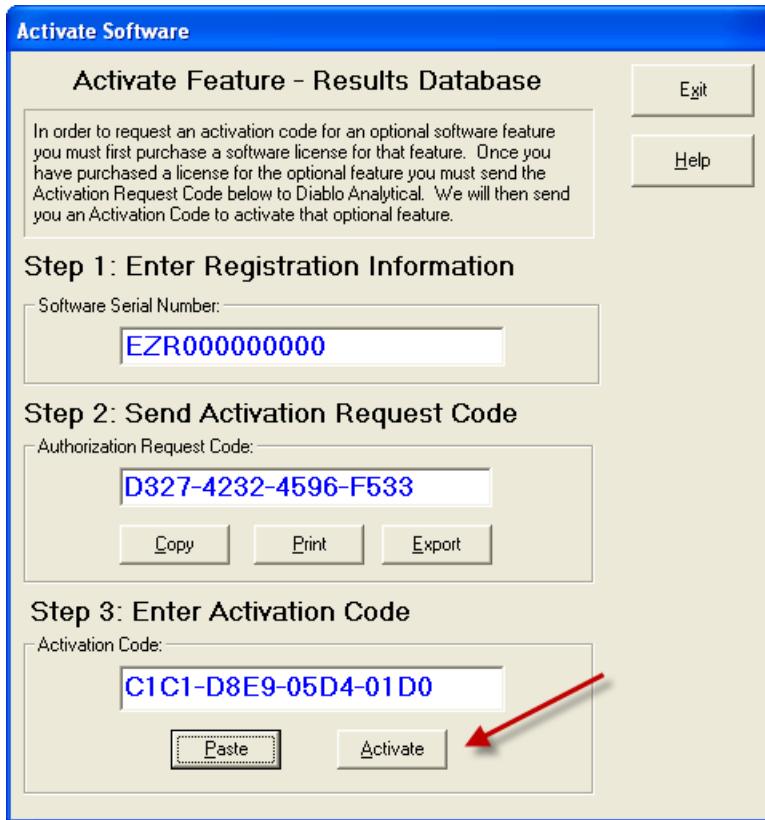 Activate Software
Activate Feature - Results Database
Exit
In order to request an activation code for an optional software feature
you must first purchase a software license for that feature. Once you
have purchased a license for the optional feature you must send the
Activation Request Code below to Diablo Analytical. We will then send
you an Activation Code to activate that optional feature.
Help
Step 1: Enter Registration Information
Software Serial Number:
EZR000000000
Step 2: Send Activation Request Code
Authorization Request Code:
D327-4232-4596-F533
Copy Print Export
Step 3: Enter Activation Code
Activation Code:
C1C1-D8E9-05D4-01D0
Paste Activate